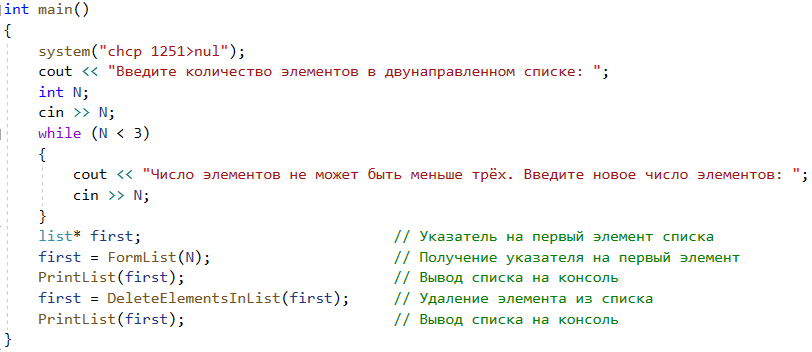 int main()
{
    system("chcp 1251>nul");
    cout << "Введите количество элементов в двунаправленном списке: ";
    int N;
    cin >> N;
    while (N < 3)
    {
        cout << "Число элементов не может быть меньше трёх. Введите новое число элементов: ";
        cin >> N;
    }
    list* first;                             // Указатель на первый элемент списка
    first = FormList(N);                     // Получение указателя на первый элемент
    PrintList(first);                        // Вывод списка на консоль
    first = DeleteElementsInList(first);     // Удаление элемента из списка
    PrintList(first);                        // Вывод списка на консоль
}